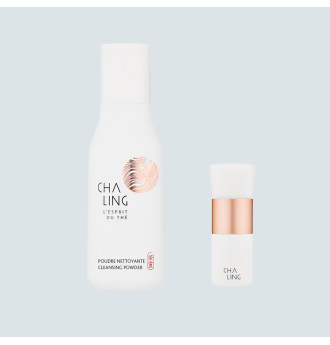 CHA
LING
L'ESPRIT
DU THÉ
POUDRE NETTOYANTE
CLEANSING POWDER
CHA
LING